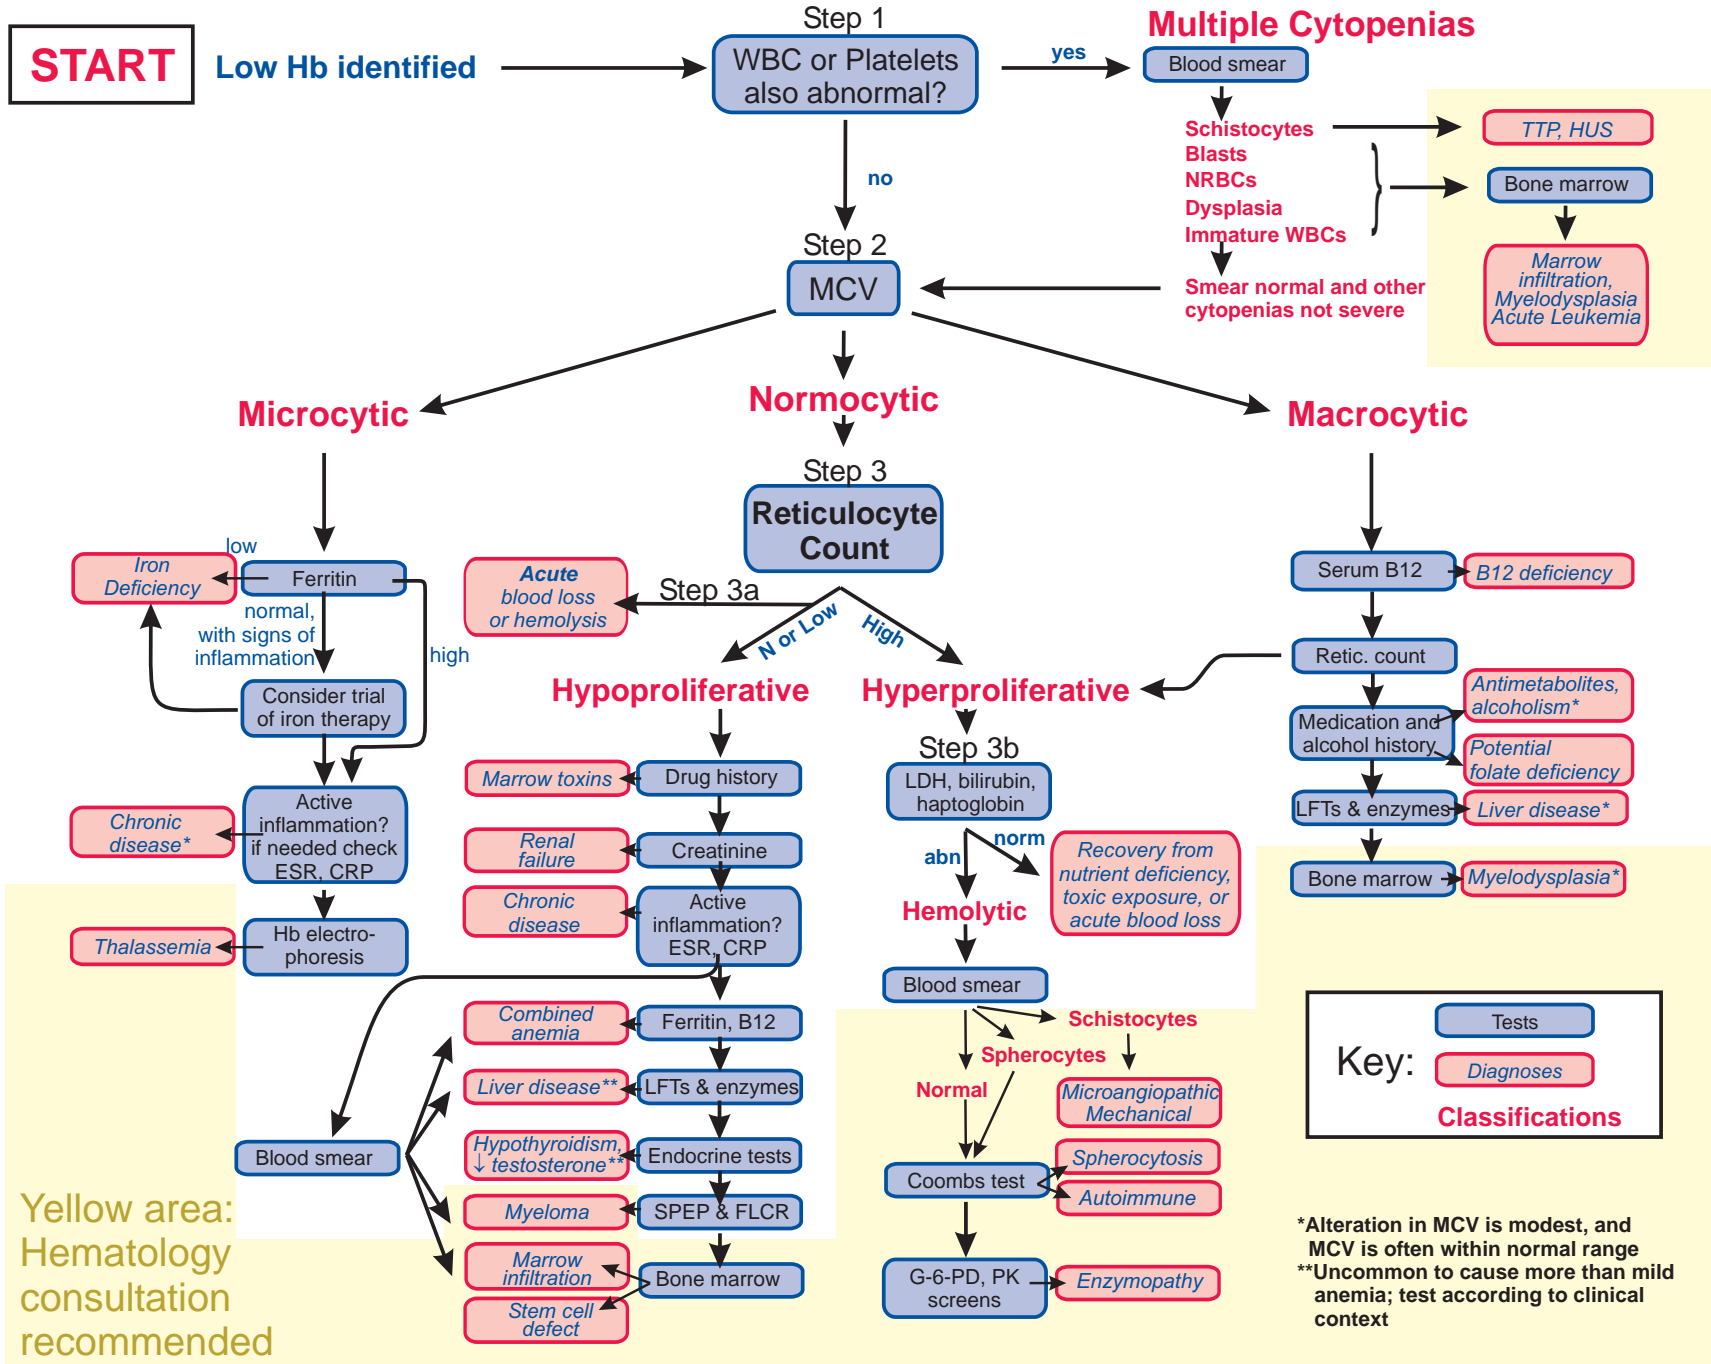 START
Low Hb identified
Step 1
WBC or Platelets
also abnormal?
yes
no
Multiple Cytopenias
Blood smear
Schistocytes
Blasts
NRBCs
Dysplasia
Immature WBCs
Smear normal and other
cytopenias not severe
TTP, HUS
Bone marrow
Marrow
infiltration,
Myelodysplasia
Acute Leukemia
Step 2
MCV
Microcytic
Normocytic
Macrocytic
low
Iron
Deficiency
Ferritin
normal,
with signs of
inflammation
high
Consider trial
of iron therapy
Active
inflammation?
if needed check
ESR, CRP
Chronic
disease*
Hb electro-
phoresis
Thalassemia
Step 3
Reticulocyte
Count
Step 3a
Acute
blood loss
or hemolysis
N or Low
High
Hypoproliferative
Drug history
Marrow toxins
Creatinine
Renal
failure
Active
inflammation?
ESR, CRP
Chronic
disease
Ferritin, B12
Combined
anemia
LFTs & enzymes
Liver disease**
Endocrine tests
Hypothyroidism,
↓ testosterone**
SPEP & FLCR
Myeloma
Bone marrow
Marrow
infiltration
Stem cell
defect
Blood smear
Hyperproliferative
Step 3b
LDH, bilirubin,
haptoglobin
abn
norm
Recovery from
nutrient deficiency,
toxic exposure, or
acute blood loss
Hemolytic
Blood smear
Schistocytes
Spherocytes
Normal
Microangiopathic
Mechanical
Coombs test
Spherocytosis
Autoimmune
G-6-PD, PK
screens
Enzymopathy
Serum B12
B12 deficiency
Retic. count
Medication and
alcohol history
Antimetabolites,
alcoholism*
Potential
folate deficiency
LFTs & enzymes
Liver disease*
Bone marrow
Myelodysplasia*
Key:
Tests
Diagnoses
Classifications
*Alteration in MCV is modest, and
MCV is often within normal range
**Uncommon to cause more than mild
anemia; test according to clinical
context
Yellow area:
Hematology
consultation
recommended